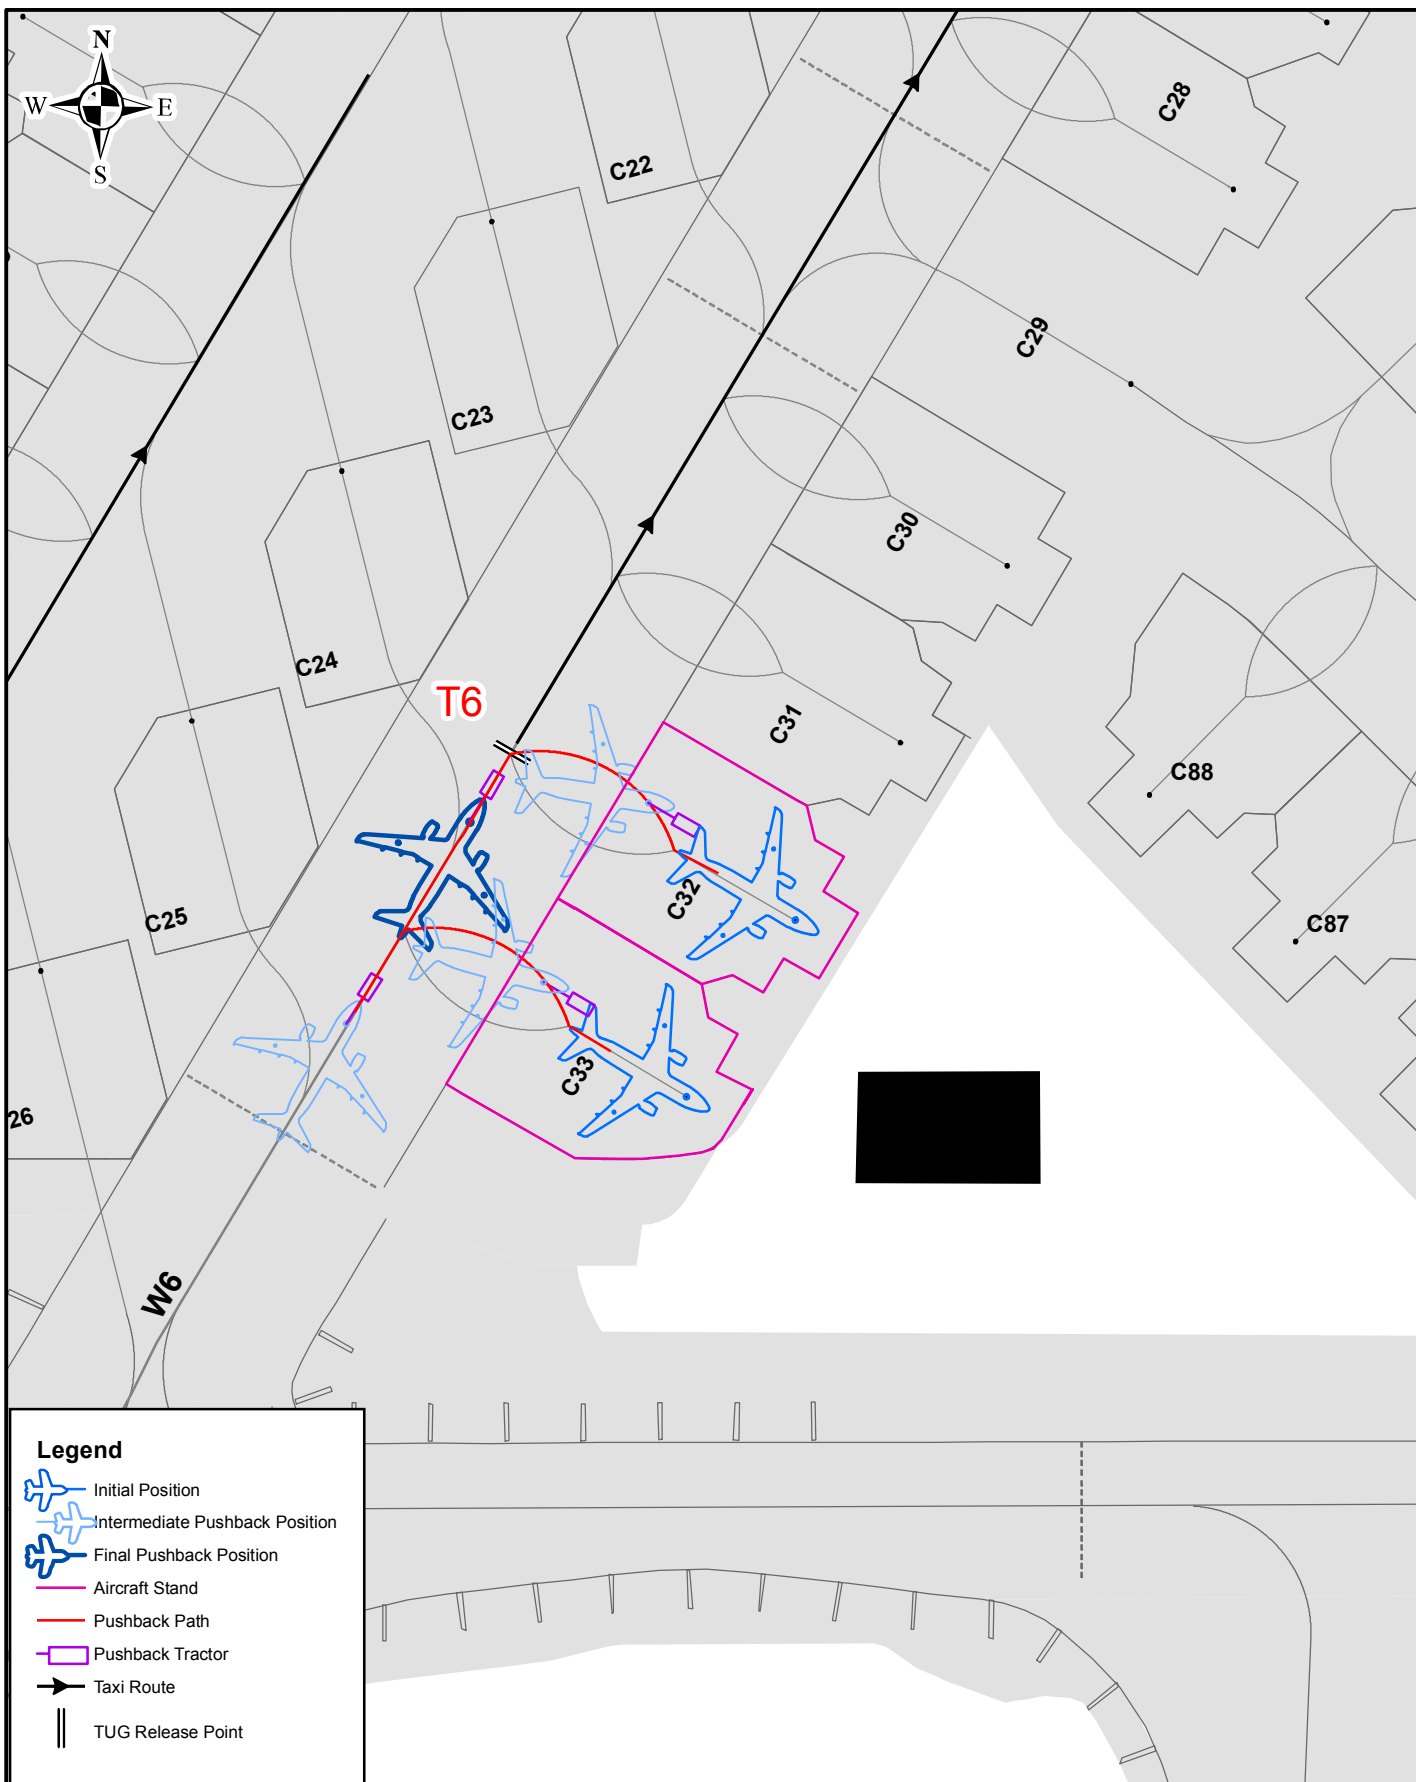 N
W
E
S
C28
C22
C29
C23
C30
C24
T6
C31
C88
C25
C32
C87
C33
26
W6
Legend
Initial Position
Intermediate Pushback Position
Final Pushback Position
Aircraft Stand
Pushback Path
Pushback Tractor
Taxi Route
TUG Release Point